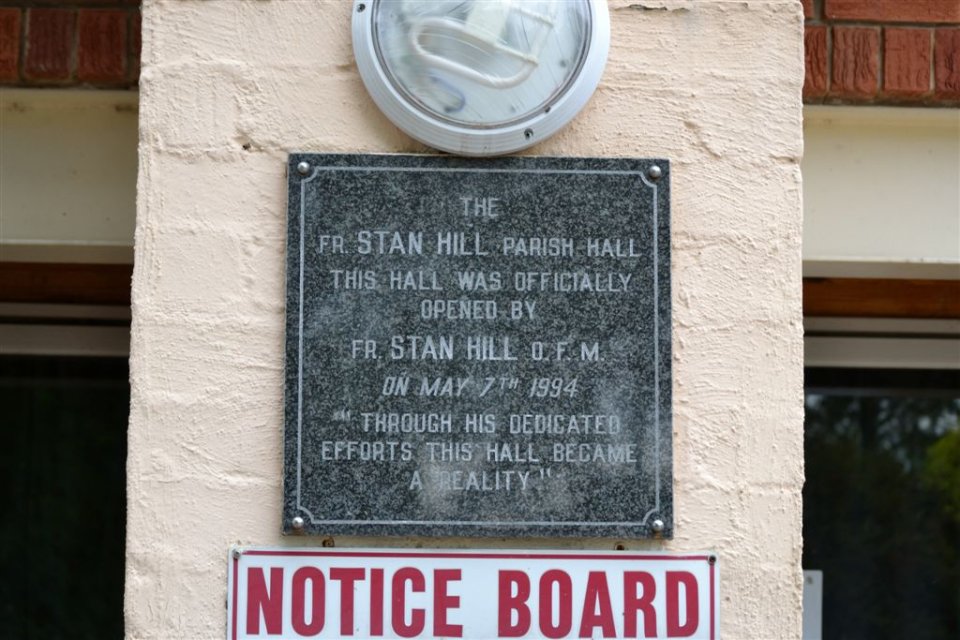 THE
FR. STAN HILL PARISH HALL
THIS HALL WAS OFFICIALLY
OPENED BY
FR. STAN HILL O.F.M.
ON MAY 7TH 1994
"THROUGH HIS DEDICATED
EFFORTS THIS HALL BECAME
A REALITY"
NOTICE BOARD